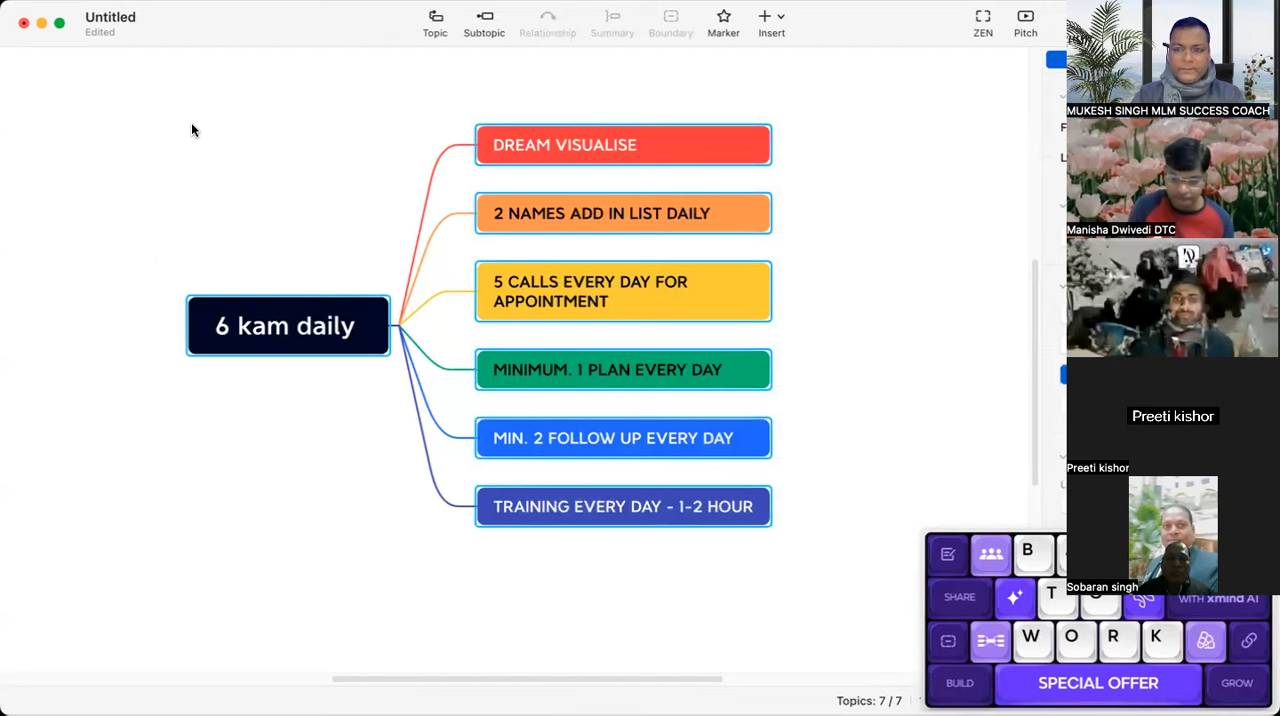 Untitled
Edited
Topic
Subtopic
Relationship
Summary
Boundary
Marker
Insert
ZEN
Pitch
6 kam daily
DREAM VISUALISE
2 NAMES ADD IN LIST DAILY
5 CALLS EVERY DAY FOR
APPOINTMENT
MINIMUM. 1 PLAN EVERY DAY
MIN. 2 FOLLOW UP EVERY DAY
TRAINING EVERY DAY - 1-2 HOUR
MUKESH SINGH MLM SUCCESS COACH
Manisha Dwivedi DTC
Preeti kishor
Preeti kishor
Sobaran singh
B
SHARE
T
WITH xmind AI
W O R K
BUILD
SPECIAL OFFER
GROW
Topics: 7 / 7